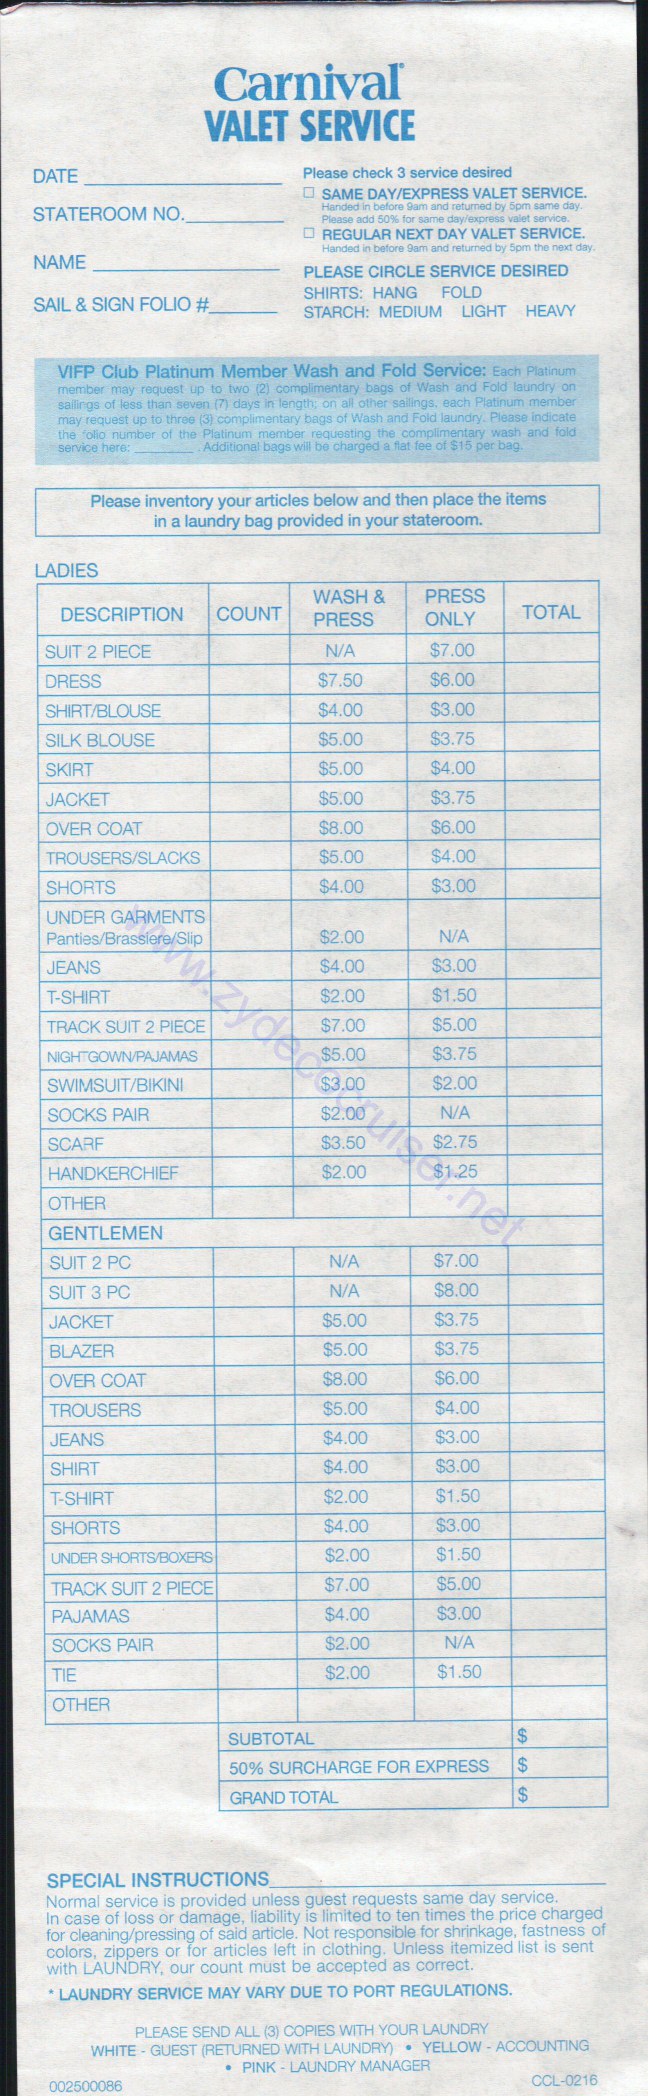 Carnival
VALET SERVICE
DATE
STATEROOM NO.
NAME
SAIL & SIGN FOLIO #
Please check 3 service desired
☐ SAME DAY/EXPRESS VALET SERVICE.
Handed in before 9am and returned by 5pm same day.
Please add 50% for same day/express valet service.
☐ REGULAR NEXT DAY VALET SERVICE.
Handed in before 9am and returned by 5pm the next day.
PLEASE CIRCLE SERVICE DESIRED
SHIRTS: HANG FOLD
STARCH: MEDIUM LIGHT HEAVY
VIFP Club Platinum Member Wash and Fold Service: Each Platinum
member may request up to two (2) complimentary bags of Wash and Fold laundry on
sailings of less than seven (7) days in length; on all other sailings, each Platinum member
may request up to three (3) complimentary bags of Wash and Fold laundry. Please indicate
the folio number of the Platinum member requesting the complimentary wash and fold
service here: ________. Additional bags will be charged a flat fee of $15 per bag.
Please inventory your articles below and then place the items
in a laundry bag provided in your stateroom.
LADIES
DESCRIPTION COUNT WASH & PRESS PRESS ONLY TOTAL
SUIT 2 PIECE N/A $7.00
DRESS $7.50 $6.00
SHIRT/BLOUSE $4.00 $3.00
SILK BLOUSE $5.00 $3.75
SKIRT $5.00 $4.00
JACKET $5.00 $3.75
OVER COAT $8.00 $6.00
TROUSERS/SLACKS $5.00 $4.00
SHORTS $4.00 $3.00
UNDER GARMENTS
Panties/Brassiere/Slip $2.00 N/A
JEANS $4.00 $3.00
T-SHIRT $2.00 $1.50
TRACK SUIT 2 PIECE $7.00 $5.00
NIGHTGOWN/PAJAMAS $5.00 $3.75
SWIMSUIT/BIKINI $3.00 $2.00
SOCKS PAIR $2.00 N/A
SCARF $3.50 $2.75
HANDKERCHIEF $2.00 $1.25
OTHER
GENTLEMEN
SUIT 2 PC N/A $7.00
SUIT 3 PC N/A $8.00
JACKET $5.00 $3.75
BLAZER $5.00 $3.75
OVER COAT $8.00 $6.00
TROUSERS $5.00 $4.00
JEANS $4.00 $3.00
SHIRT $4.00 $3.00
T-SHIRT $2.00 $1.50
SHORTS $4.00 $3.00
UNDER SHORTS/BOXERS $2.00 $1.50
TRACK SUIT 2 PIECE $7.00 $5.00
PAJAMAS $4.00 $3.00
SOCKS PAIR $2.00 N/A
TIE $2.00 $1.50
OTHER
SUBTOTAL $
50% SURCHARGE FOR EXPRESS $
GRAND TOTAL $
www.zydecocruiser.net
SPECIAL INSTRUCTIONS
Normal service is provided unless guest requests same day service.
In case of loss or damage, liability is limited to ten times the price charged
for cleaning/pressing of said article. Not responsible for shrinkage, fastness of
colors, zippers or for articles left in clothing. Unless itemized list is sent
with LAUNDRY, our count must be accepted as correct.
* LAUNDRY SERVICE MAY VARY DUE TO PORT REGULATIONS.
PLEASE SEND ALL (3) COPIES WITH YOUR LAUNDRY
WHITE - GUEST (RETURNED WITH LAUNDRY) • YELLOW - ACCOUNTING
• PINK - LAUNDRY MANAGER
002500086 CCL-0216